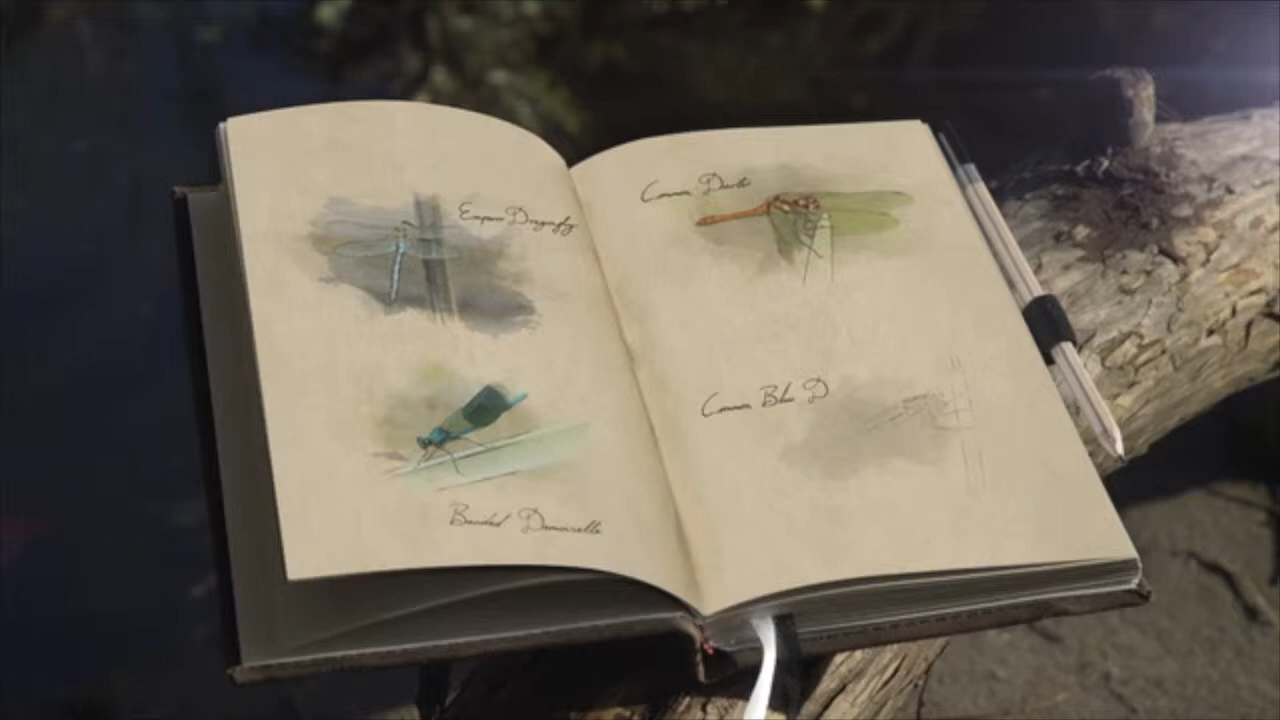 Emperor Dragonfly
Banded Demoiselle
Common Darter
Common Blue D